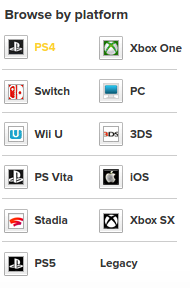 Browse by platform
PS4 Xbox One
Switch PC
Wii U 3DS
PS Vita iOS
Stadia Xbox SX
PS5 Legacy